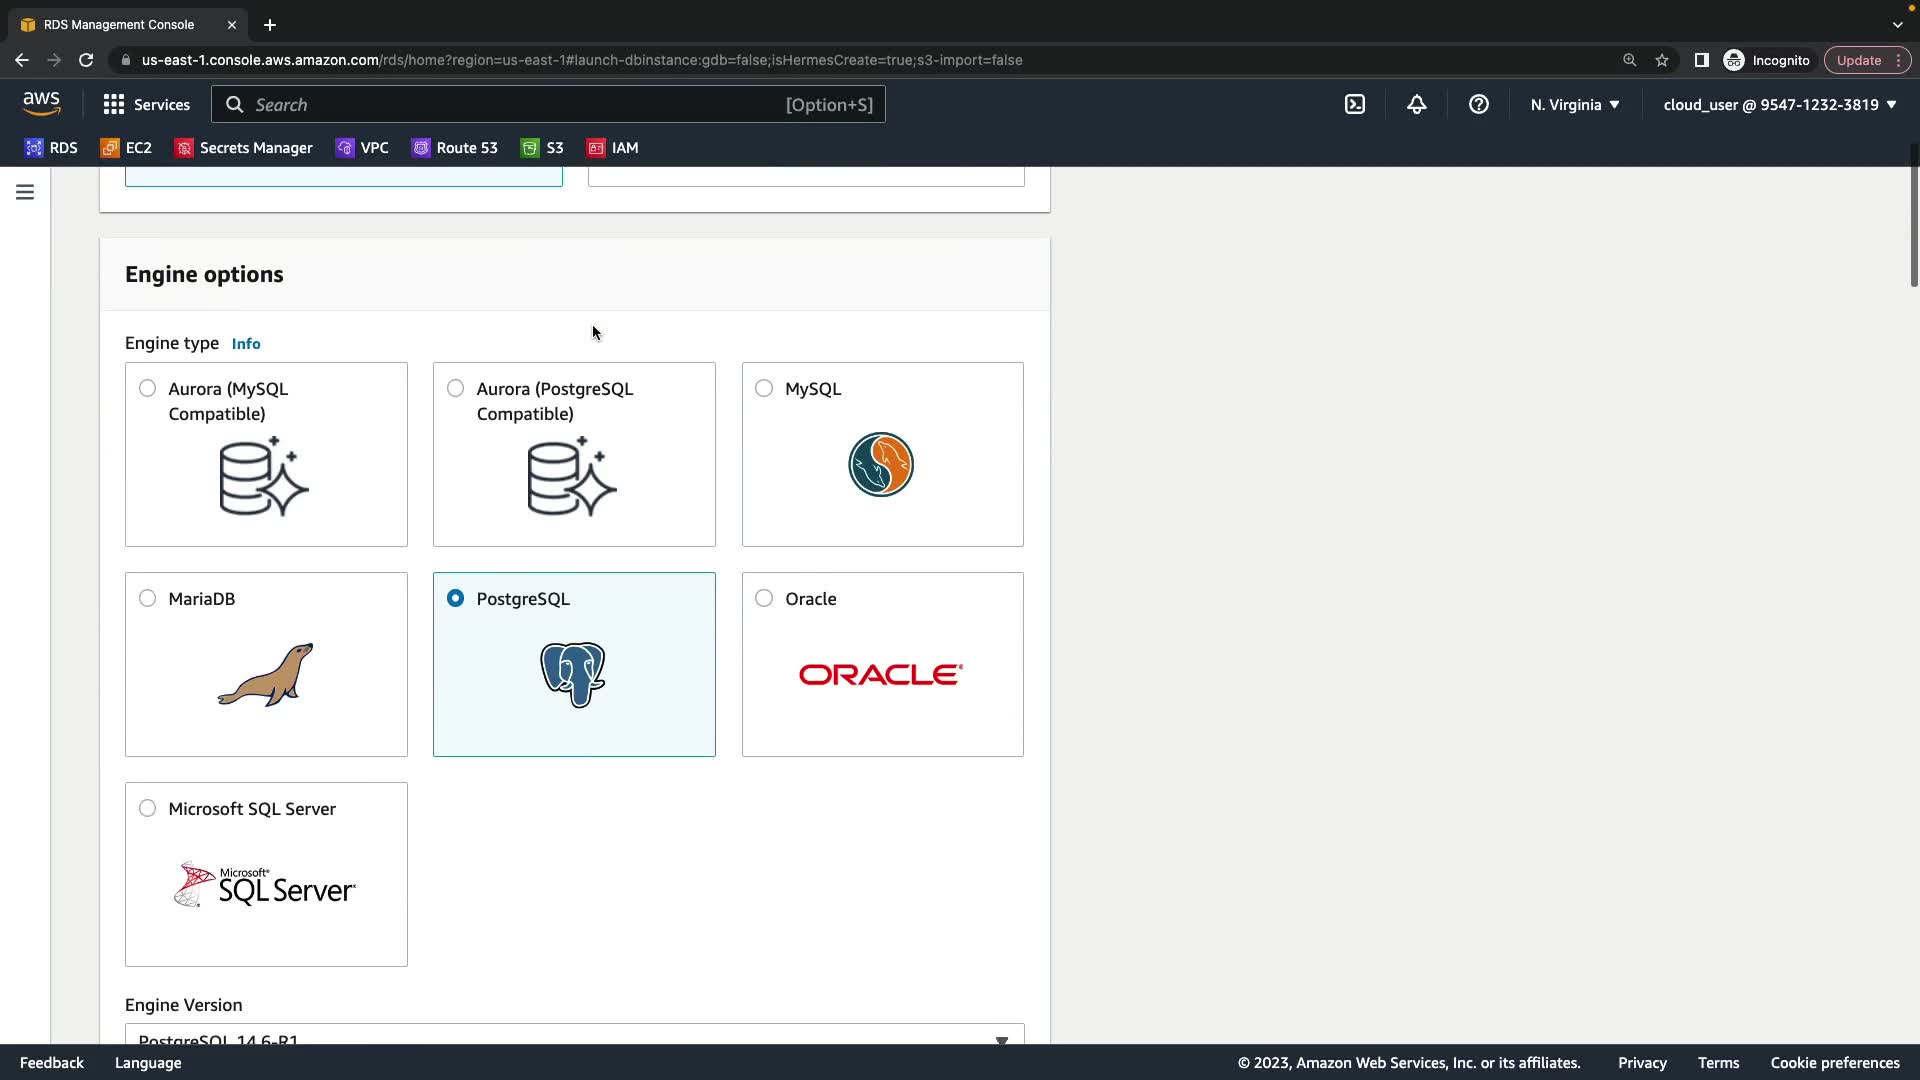 RDS Management Console
us-east-1.console.aws.amazon.com/rds/home?region=us-east-1#launch-dbinstance:gdb=false;isHermesCreate=true;s3-import=false
Incognito
Update
aws
Services
Search
[Option+S]
N. Virginia
cloud_user @ 9547-1232-3819
RDS
EC2
Secrets Manager
VPC
Route 53
S3
IAM
Engine options
Engine type Info
Aurora (MySQL
Compatible)
Aurora (PostgreSQL
Compatible)
MySQL
MariaDB
PostgreSQL
Oracle
ORACLE
Microsoft SQL Server
Microsoft
SQL Server
Engine Version
PostgreSQL 14.6-R1
Feedback
Language
© 2023, Amazon Web Services, Inc. or its affiliates.
Privacy
Terms
Cookie preferences